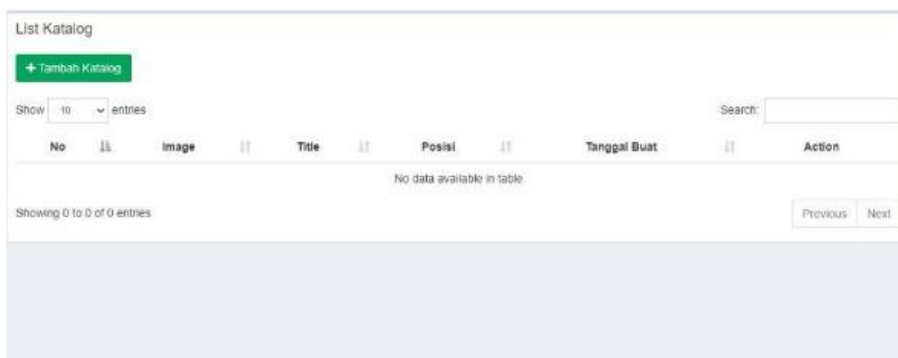 List Katalog
+ Tambah Katalog
Show 10 entries Search:
No Image Title Posisi Tanggal Buat Action
No data available in table
Showing 0 to 0 of 0 entries
Previous Next